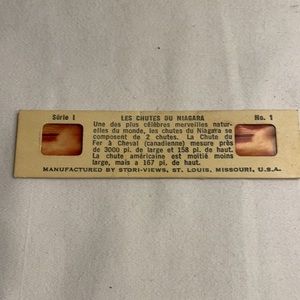 Série I LES CHUTES DU NIAGARA No. 1
Une des plus célèbres merveilles natur-
elles du monde, les chutes du Niagara se
composent de 2 chutes. La Chute du
Fer à Cheval (canadienne) mesure près
de 3000 pi. de large et 158 pi. de haut.
La chute américaine est moitié moins
large, mais a 167 pi. de haut.
MANUFACTURED BY STORI-VIEWS, ST. LOUIS, MISSOURI, U.S.A.